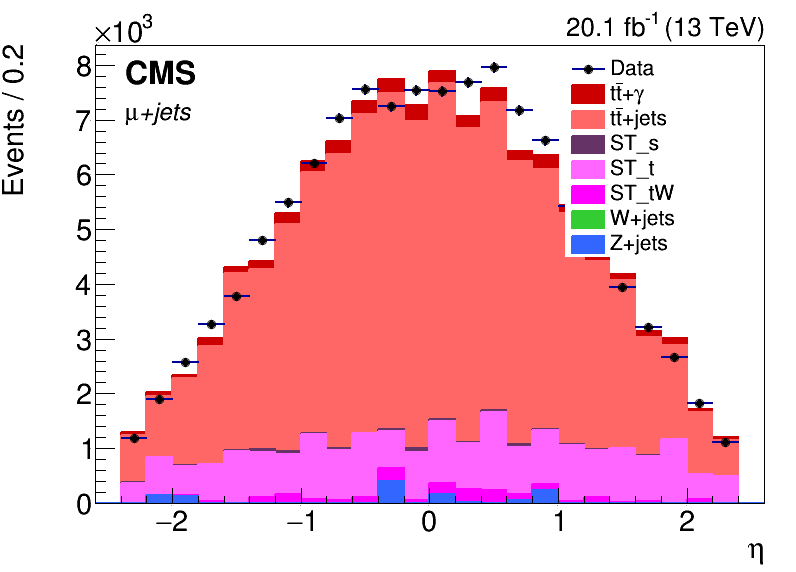 ×10³
20.1 fb⁻¹ (13 TeV)
Events / 0.2
CMS
μ+jets
Data
tt̄+γ
tt̄+jets
ST_s
ST_t
ST_tW
W+jets
Z+jets
8
7
6
5
4
3
2
1
0
−2 −1 0 1 2
η